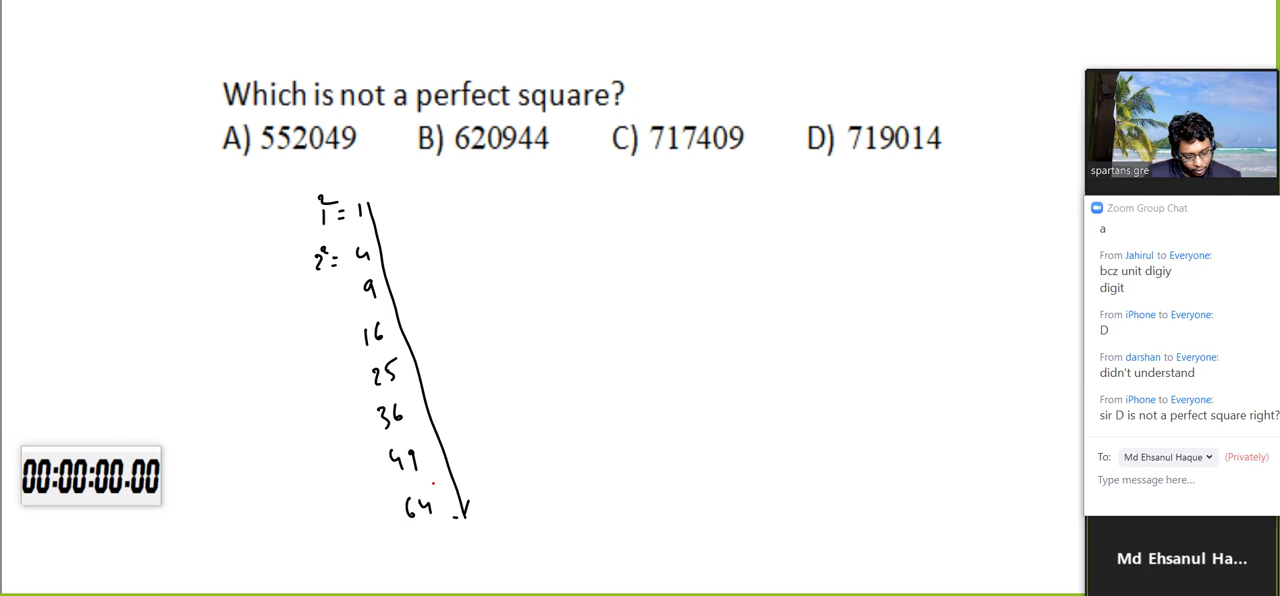 Which is not a perfect square?
A) 552049 B) 620944 C) 717409 D) 719014
1² = 1
2² = 4
9
16
25
36
49
64
00:00:00.00
spartans gre
Zoom Group Chat
a
From Jahirul to Everyone:
bcz unit digiy
digit
From iPhone to Everyone:
D
From darshan to Everyone:
didn't understand
From iPhone to Everyone:
sir D is not a perfect square right?
To: Md Ehsanul Haque (Privately)
Type message here...
Md Ehsanul Ha...